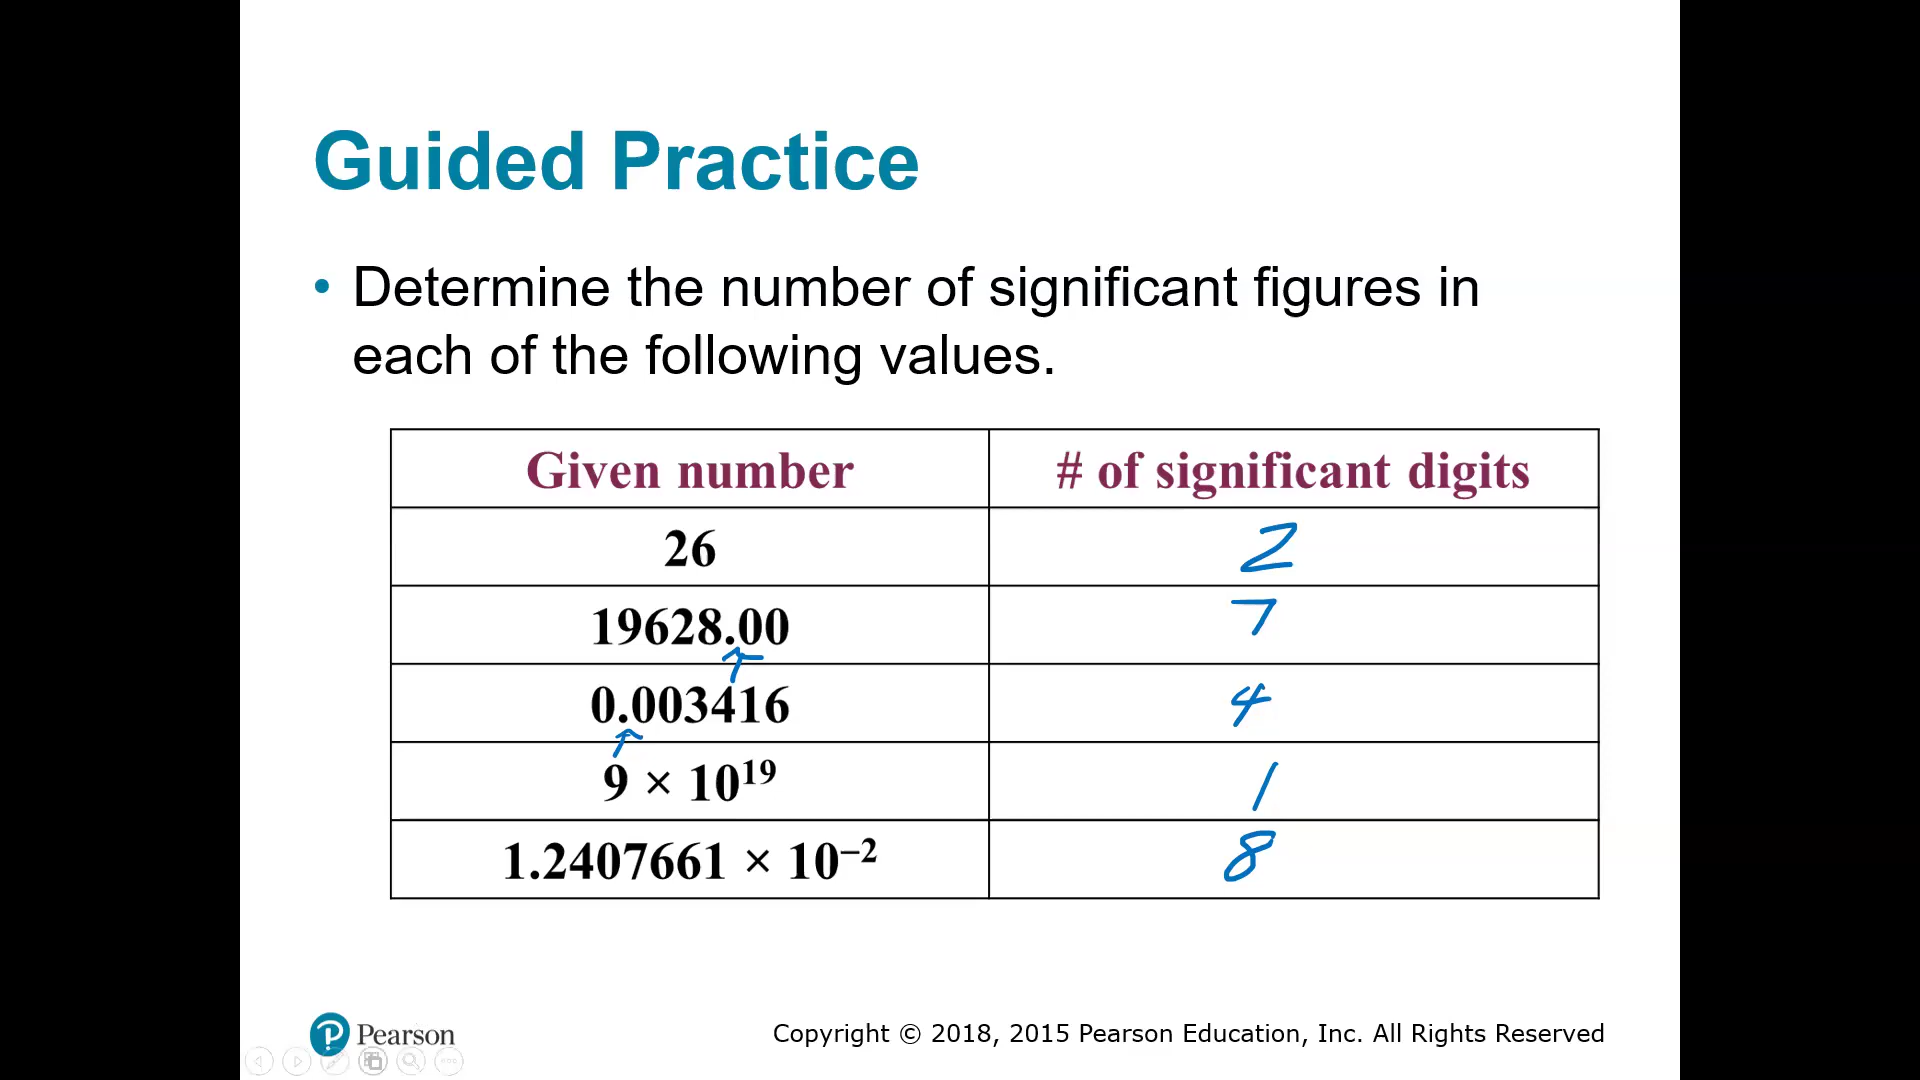 Guided Practice
• Determine the number of significant figures in
each of the following values.
Given number # of significant digits
26 2
19628.00 7
0.003416 4
9 × 10¹⁹ 1
1.2407661 × 10⁻² 8
Pearson
Copyright © 2018, 2015 Pearson Education, Inc. All Rights Reserved